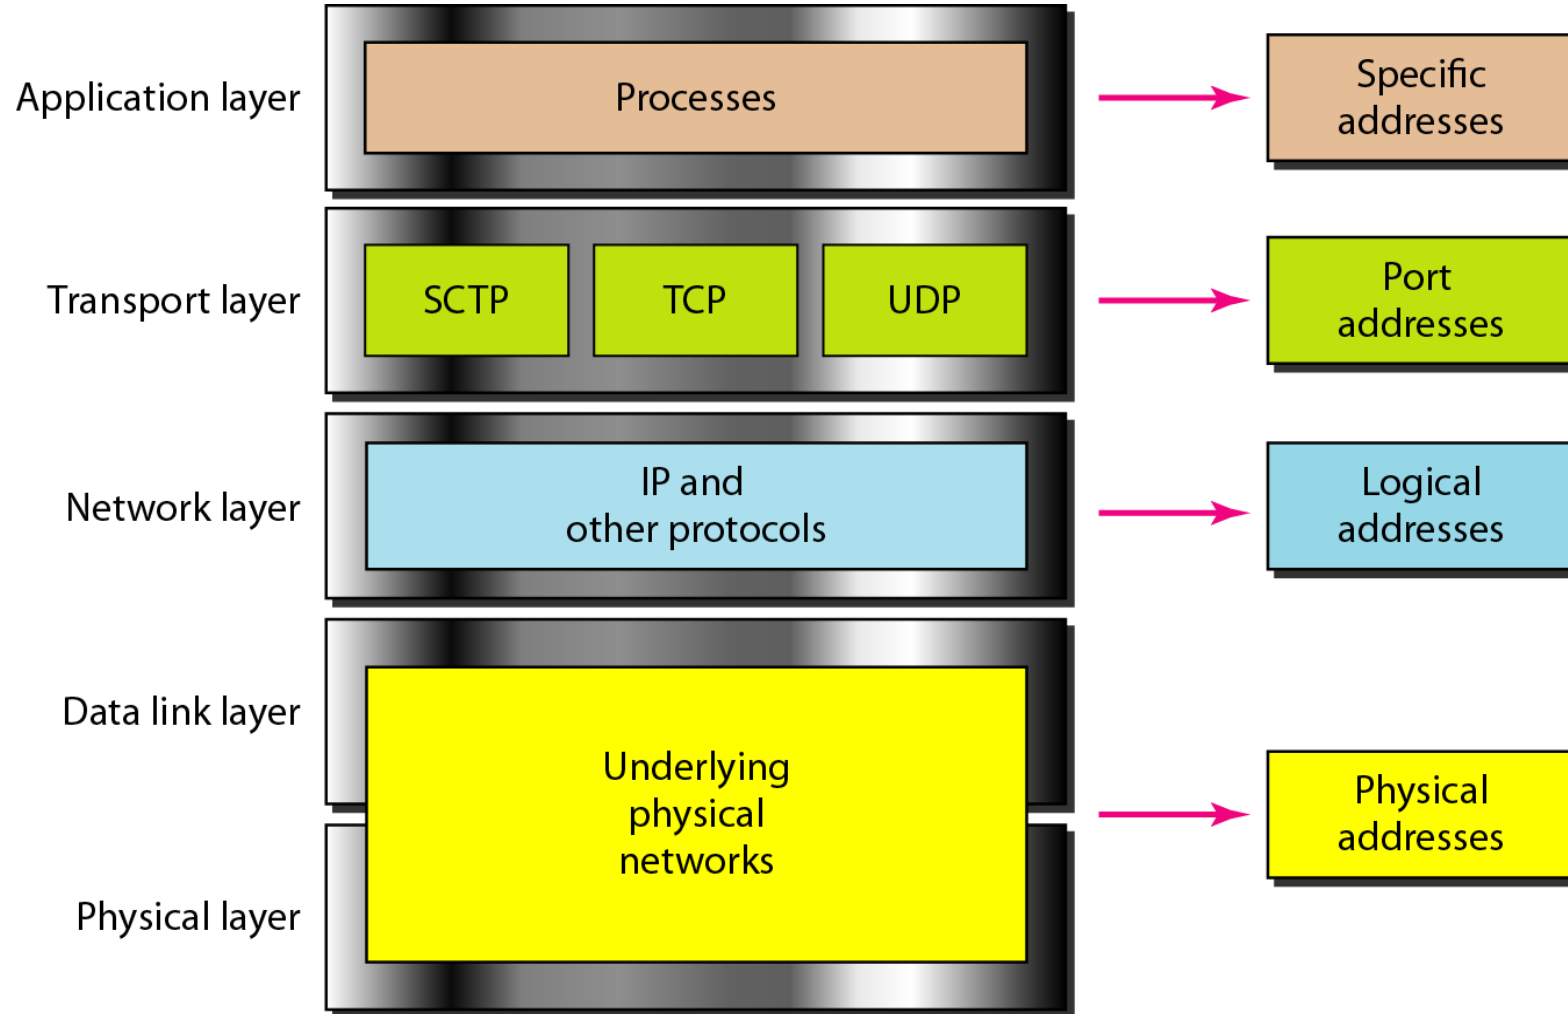 Application layer
Processes
Specific
addresses
Transport layer
SCTP
TCP
UDP
Port
addresses
Network layer
IP and
other protocols
Logical
addresses
Data link layer
Underlying
physical
networks
Physical
addresses
Physical layer